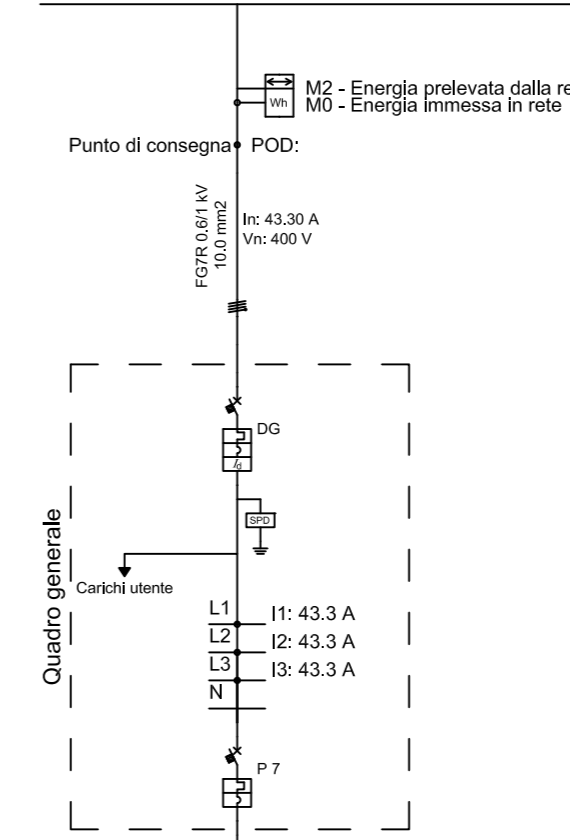 M2 - Energia prelevata dalla re
Wh
M0 - Energia immessa in rete
Punto di consegna
POD:
FG7R 0.6/1 kV
10.0 mm2
In: 43.30 A
Vn: 400 V
DG
Id
SPD
Carichi utente
Quadro generale
L1
I1: 43.3 A
L2
I2: 43.3 A
L3
I3: 43.3 A
N
P 7